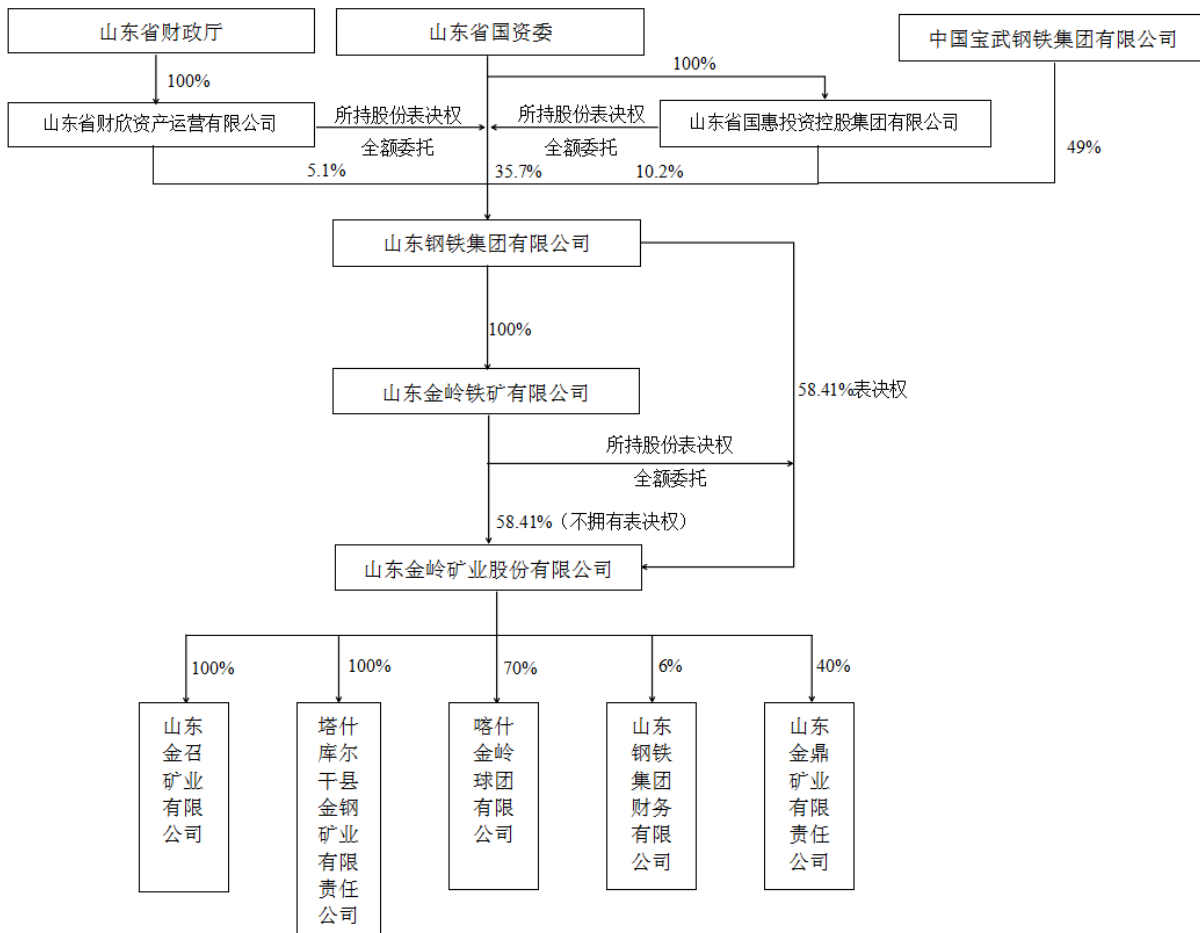 山东省财政厅
山东省国资委
中国宝武钢铁集团有限公司
100%
100%
山东省财欣资产运营有限公司
所持股份表决权
全额委托
所持股份表决权
全额委托
山东省国惠投资控股集团有限公司
49%
5.1%
35.7%
10.2%
山东钢铁集团有限公司
100%
58.41%表决权
山东金岭铁矿有限公司
所持股份表决权
全额委托
58.41%（不拥有表决权）
山东金岭矿业股份有限公司
100%
100%
70%
6%
40%
山东
金召
矿业
有限
公司
塔什
库尔
干县
金钢
矿业
有限
责任
公司
喀什
金岭
球团
有限
公司
山东
钢铁
集团
财务
有限
公司
山东
金鼎
矿业
有限
责任
公司